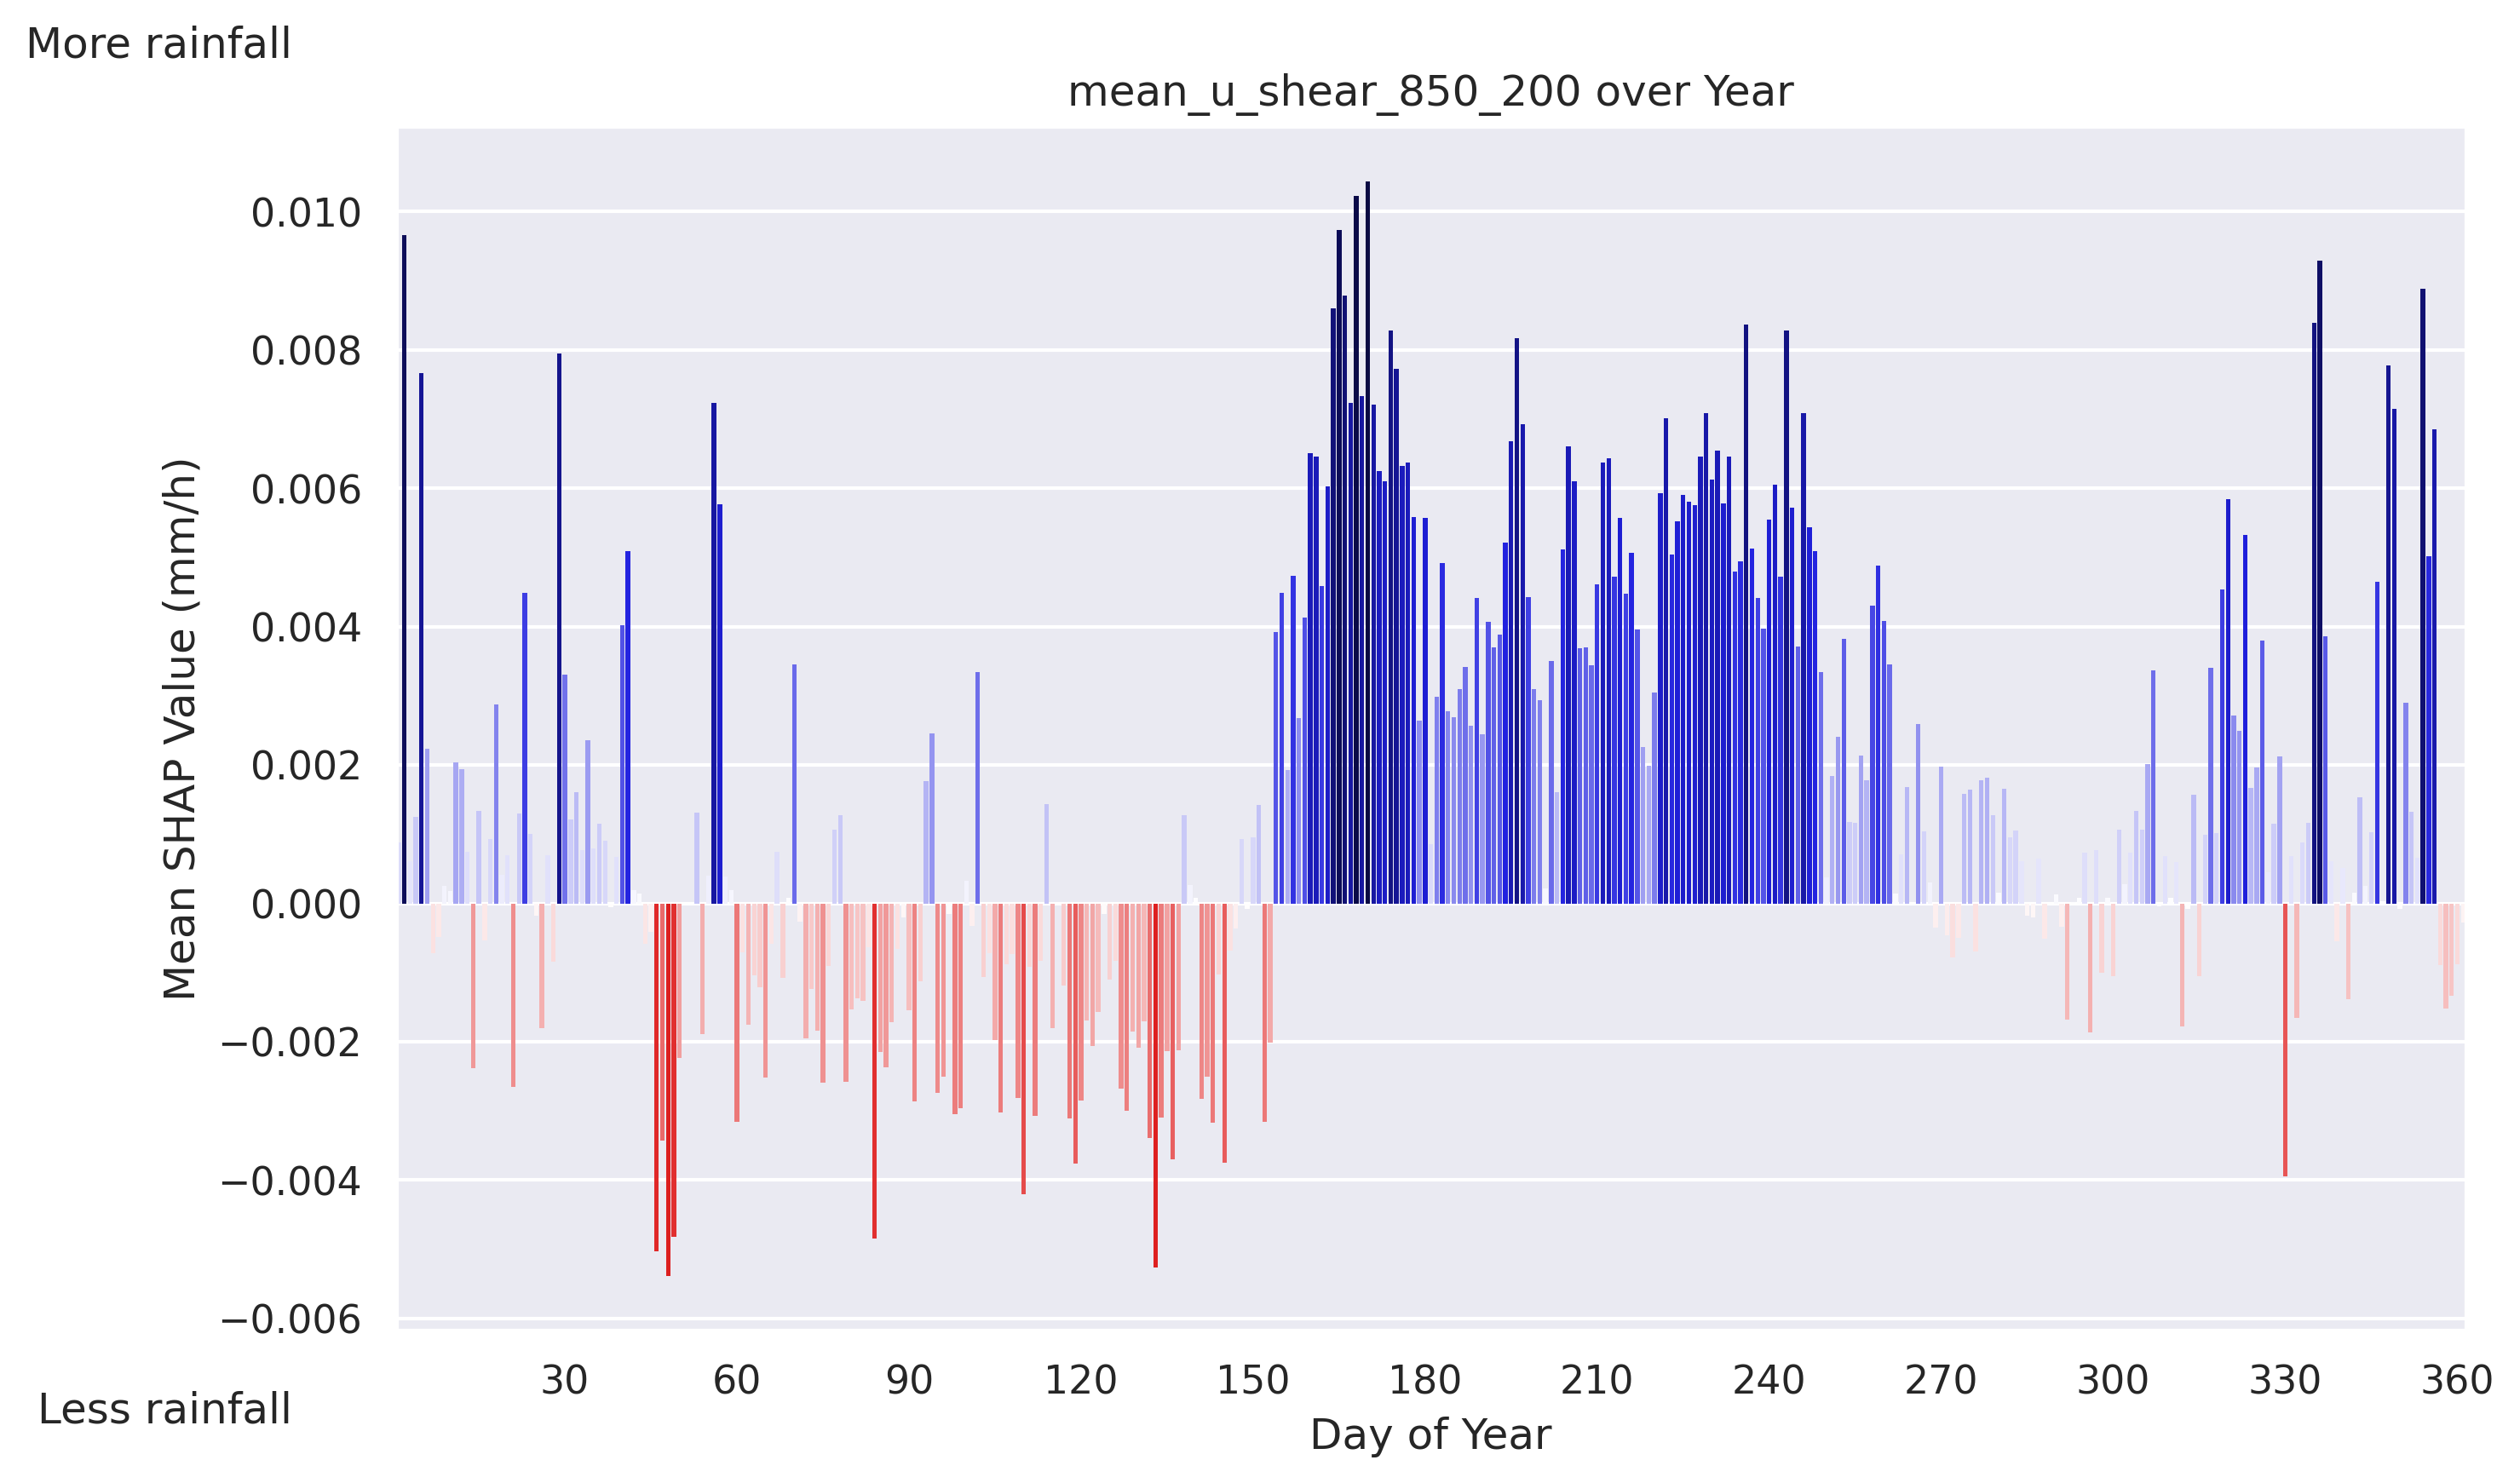 More rainfall
mean_u_shear_850_200 over Year
Mean SHAP Value (mm/h)
0.010
0.008
0.006
0.004
0.002
0.000
−0.002
−0.004
−0.006
30 60 90 120 150 180 210 240 270 300 330 360
Less rainfall
Day of Year